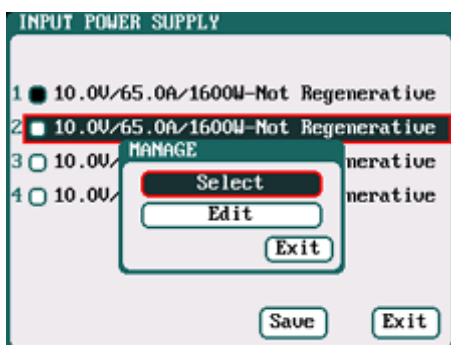 INPUT POWER SUPPLY
1 10.0V/65.0A/1600W-Not Regenerative
2 10.0V/65.0A/1600W-Not Regenerative
MANAGE
3 10.0V/ nerative
Select
4 10.0V/ nerative
Edit
Exit
Save Exit